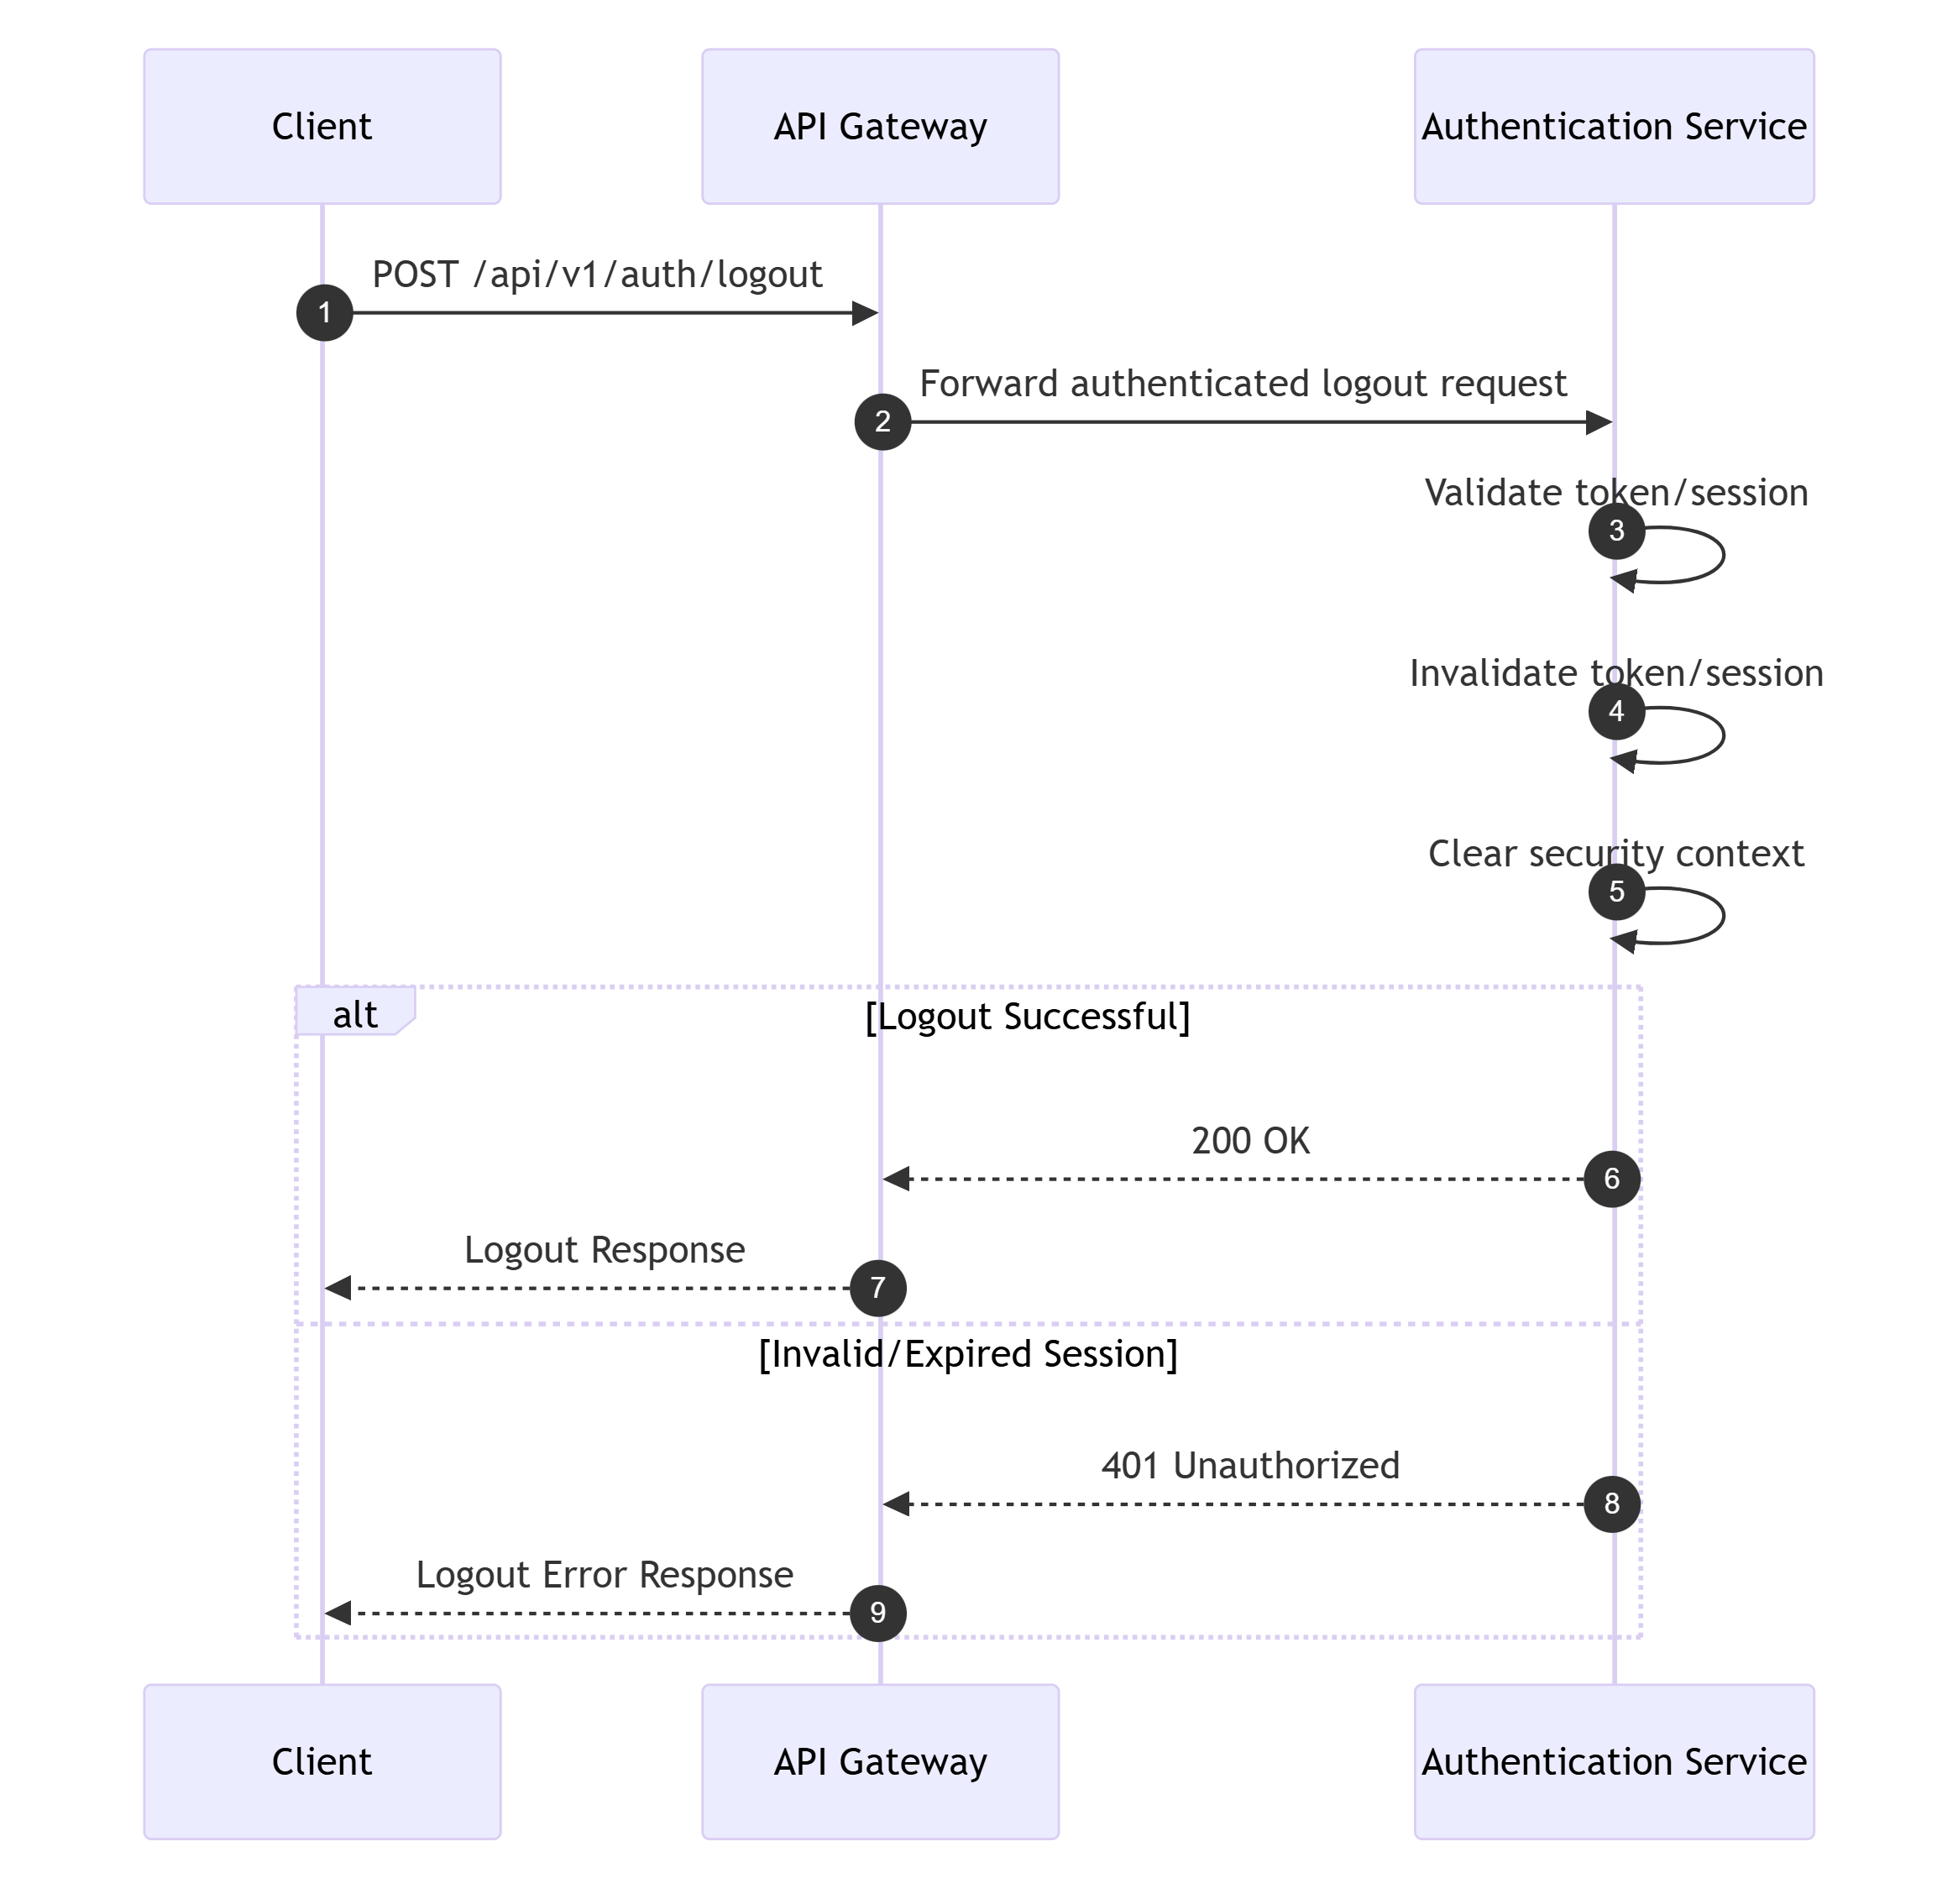 Client
API Gateway
Authentication Service
POST /api/v1/auth/logout
1
Forward authenticated logout request
2
Validate token/session
3
Invalidate token/session
4
Clear security context
5
alt
[Logout Successful]
200 OK
6
Logout Response
7
[Invalid/Expired Session]
401 Unauthorized
8
Logout Error Response
9
Client
API Gateway
Authentication Service